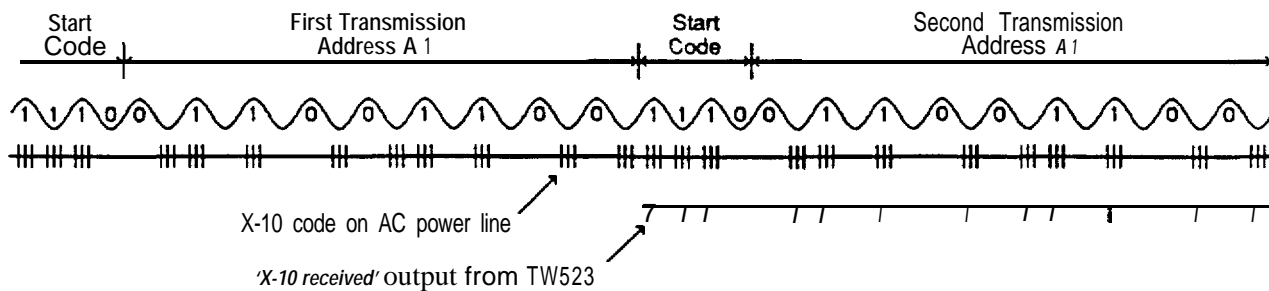 Start
Code
First Transmission
Address A 1
Start
Code
Second Transmission
Address A1
1 1 1 0 0 1 1 0 0 1 1 0 0 1 1 1 0 0 1 1 0 0 1 1 0 0
X-10 code on AC power line
'X-10 received' output from TW523